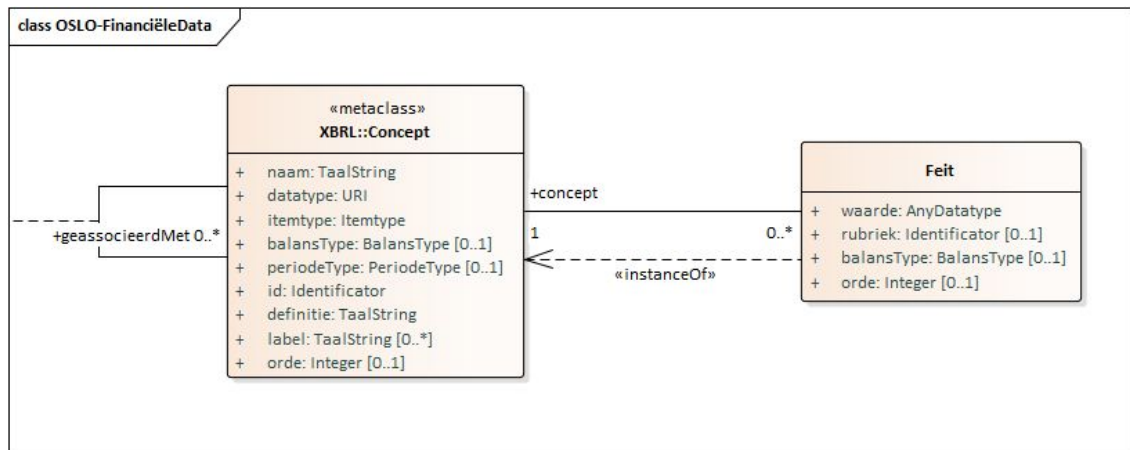 class OSLO-FinanciëleData
«metaclass»
XBRL::Concept
+ naam: TaalString
+ datatype: URI
+ itemtype: Itemtype
+ balansType: BalansType [0..1]
+ periodeType: PeriodeType [0..1]
+ id: Identificator
+ definitie: TaalString
+ label: TaalString [0..*]
+ orde: Integer [0..1]
+geassocieerdMet 0..*
+concept
1
0..*
«instanceOf»
Feit
+ waarde: AnyDatatype
+ rubriek: Identificator [0..1]
+ balansType: BalansType [0..1]
+ orde: Integer [0..1]